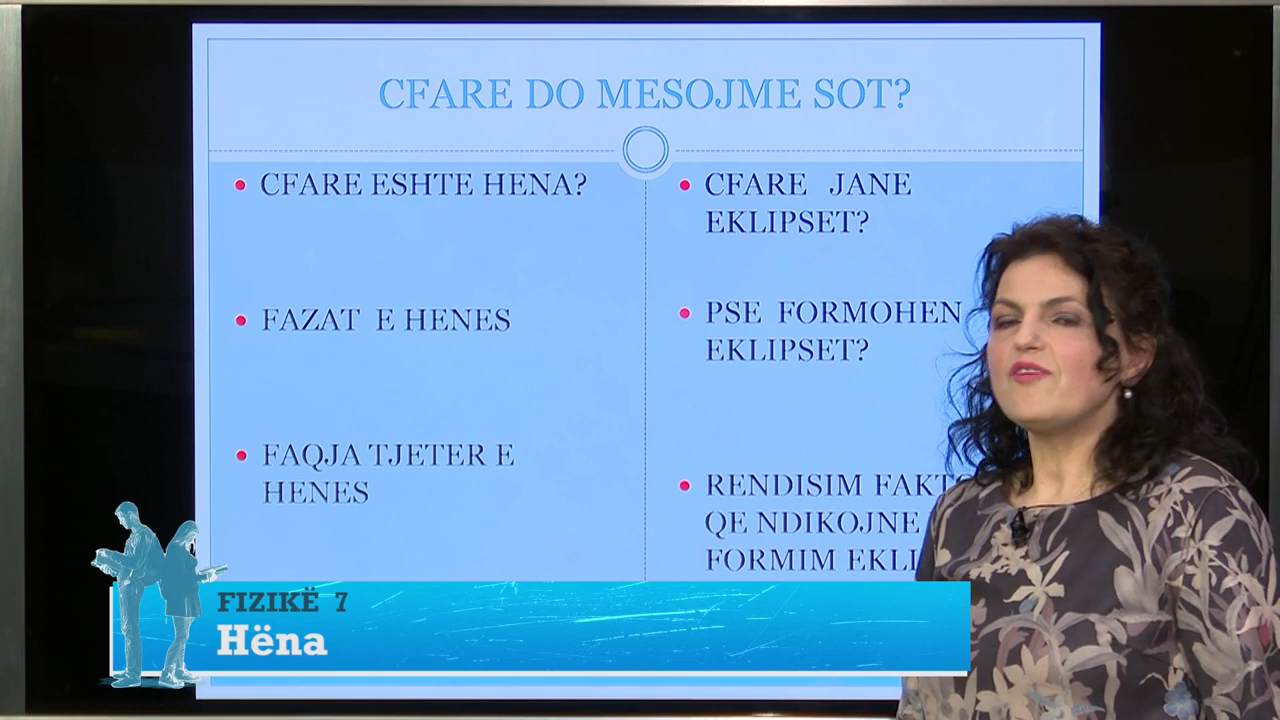 CFARE DO MESOJME SOT?
CFARE ESHTE HENA?
FAZAT E HENES
FAQJA TJETER E
HENES
CFARE JANE
EKLIPSET?
PSE FORMOHEN
EKLIPSET?
RENDISIM
QE NDIKOJNE
FORMIM
FIZIKË 7
Hëna